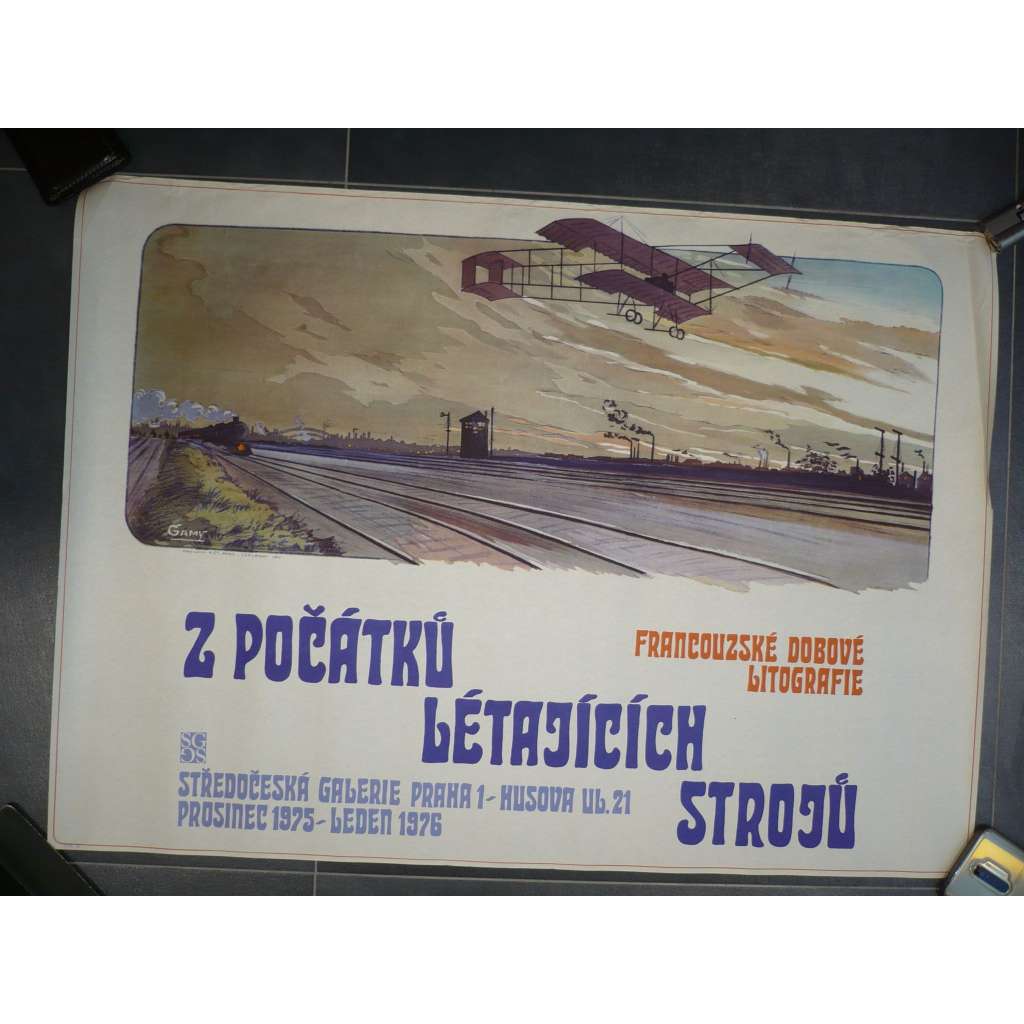 GAMY
Z POČÁTKŮ
LÉTAJÍCÍCH
STROJŮ
FRANCOUZSKÉ DOBOVÉ
LITOGRAFIE
SG
GS
STŘEDOČESKÁ GALERIE PRAHA 1 - HUSOVA UL. 21
PROSINEC 1975 - LEDEN 1976